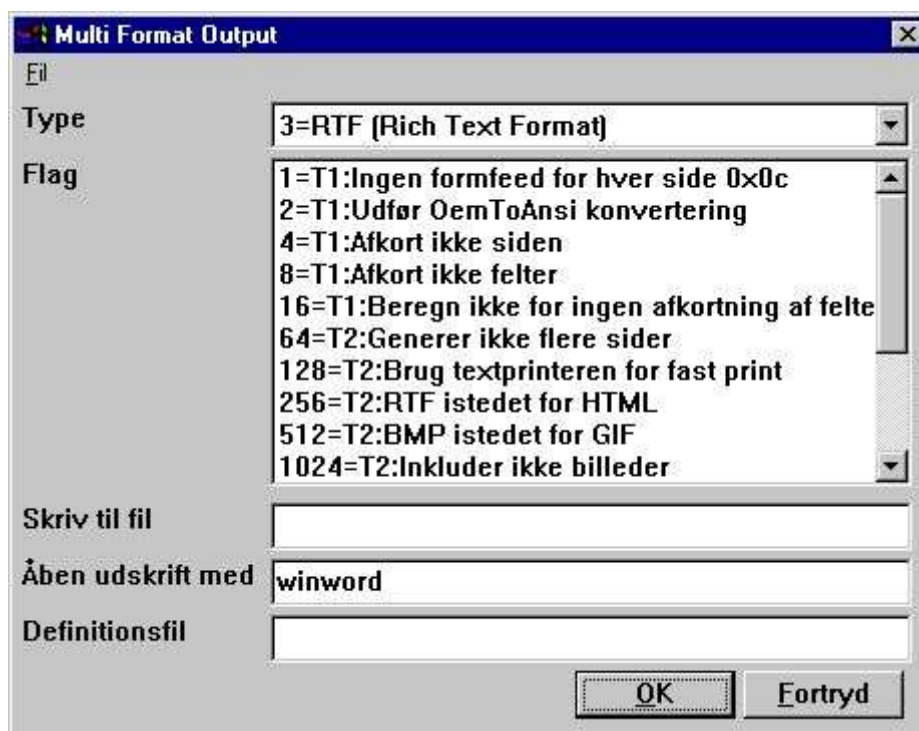 Multi Format Output
Fil
Type
3=RTF (Rich Text Format)
Flag
1=T1:Ingen formfeed for hver side 0x0c
2=T1:Udfør OemToAnsi konvertering
4=T1:Afkort ikke siden
8=T1:Afkort ikke felter
16=T1:Beregn ikke for ingen afkortning af felte
64=T2:Generer ikke flere sider
128=T2:Brug textprinteren for fast print
256=T2:RTF istedet for HTML
512=T2:BMP istedet for GIF
1024=T2:Inkluder ikke billeder
Skriv til fil
Åben udskrift med
winword
Definitionsfil
OK
Fortryd